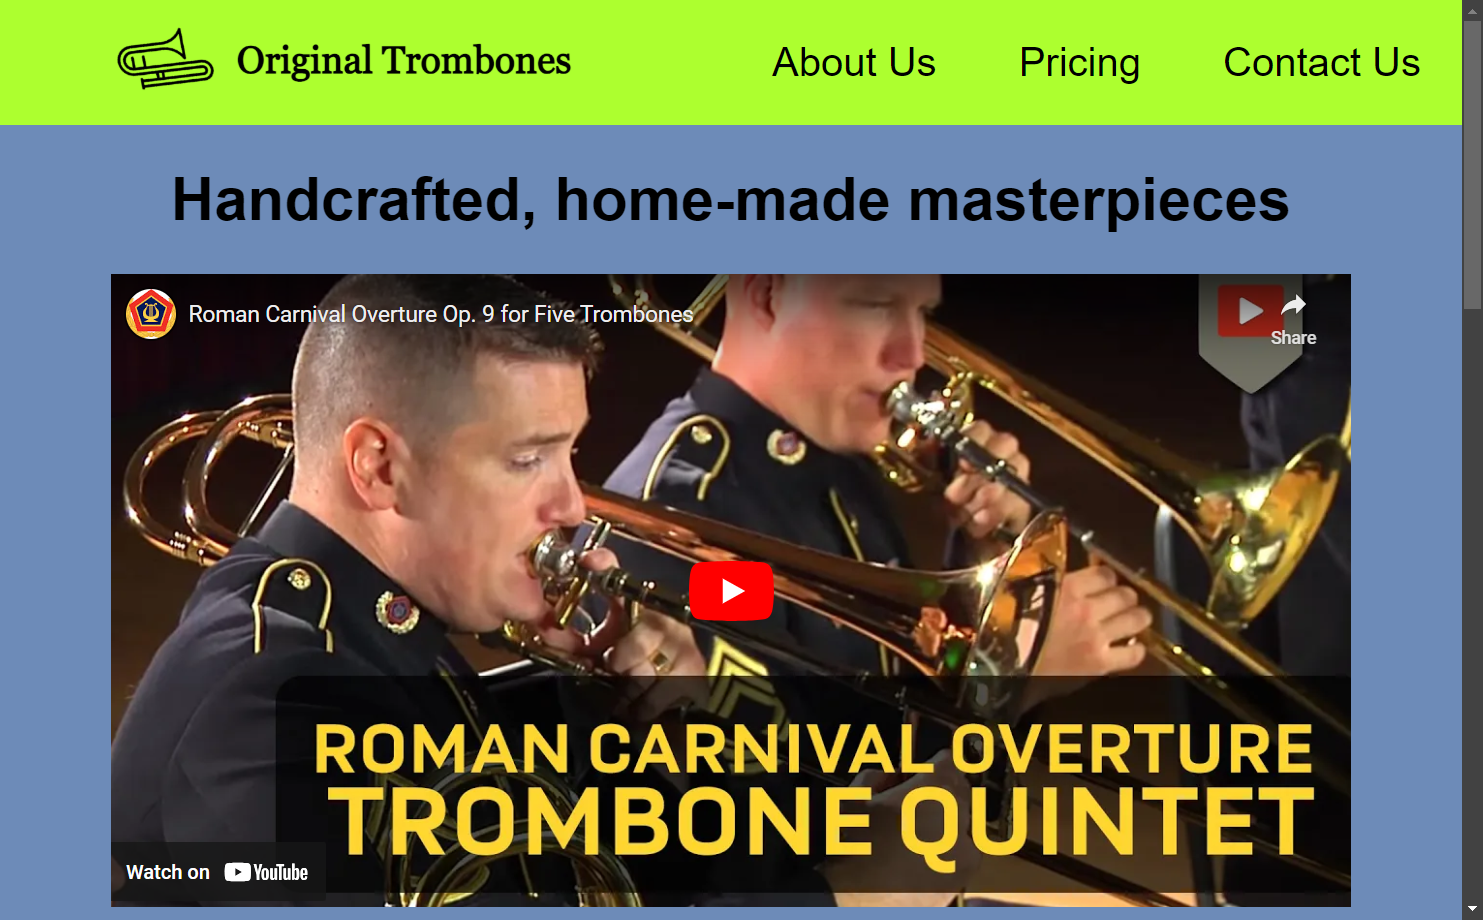 Original Trombones
About Us
Pricing
Contact Us
Handcrafted, home-made masterpieces
Roman Carnival Overture Op. 9 for Five Trombones
Share
ROMAN CARNIVAL OVERTURE
TROMBONE QUINTET
Watch on YouTube